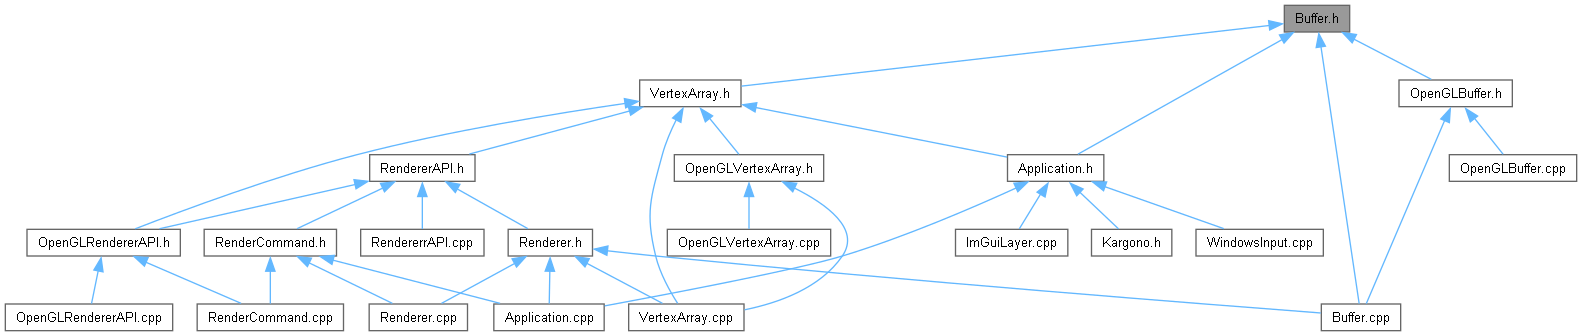 Buffer.h
VertexArray.h
OpenGLBuffer.h
RendererAPI.h
OpenGLVertexArray.h
Application.h
OpenGLBuffer.cpp
OpenGLRendererAPI.h
RenderCommand.h
RendererrAPI.cpp
Renderer.h
OpenGLVertexArray.cpp
ImGuiLayer.cpp
Kargono.h
WindowsInput.cpp
OpenGLRendererAPI.cpp
RenderCommand.cpp
Renderer.cpp
Application.cpp
VertexArray.cpp
Buffer.cpp